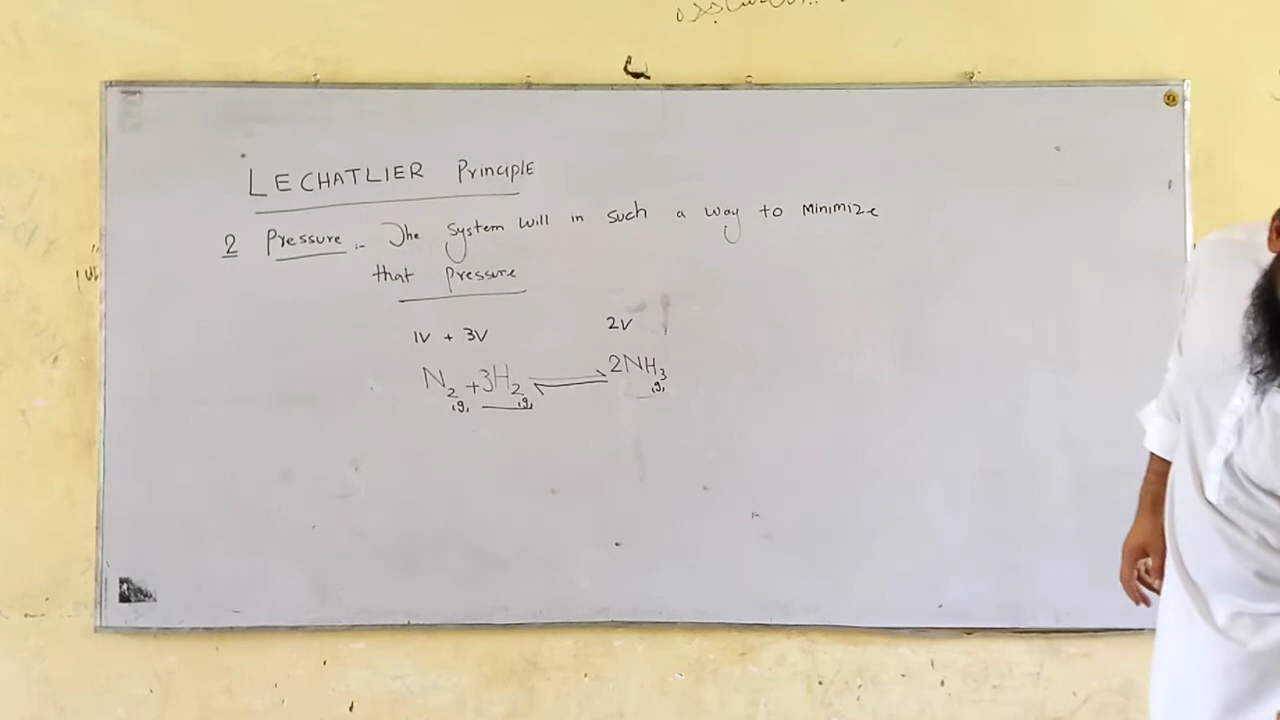 LECHATLIER Principle
2 Pressure :- The system will in such a way to minimize
that Pressure
1V + 3V 2V
N₂(g) + 3H₂(g) ⇌ 2NH₃(g)